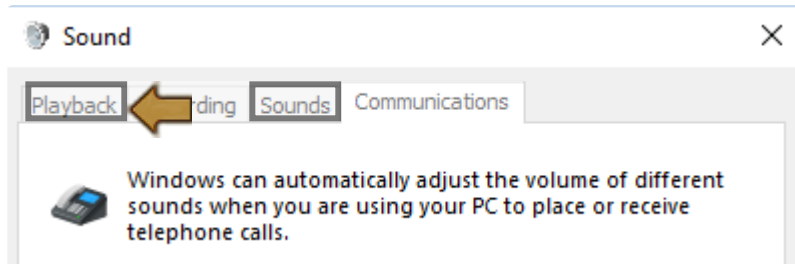 Sound
Playback rding Sounds Communications
Windows can automatically adjust the volume of different
sounds when you are using your PC to place or receive
telephone calls.